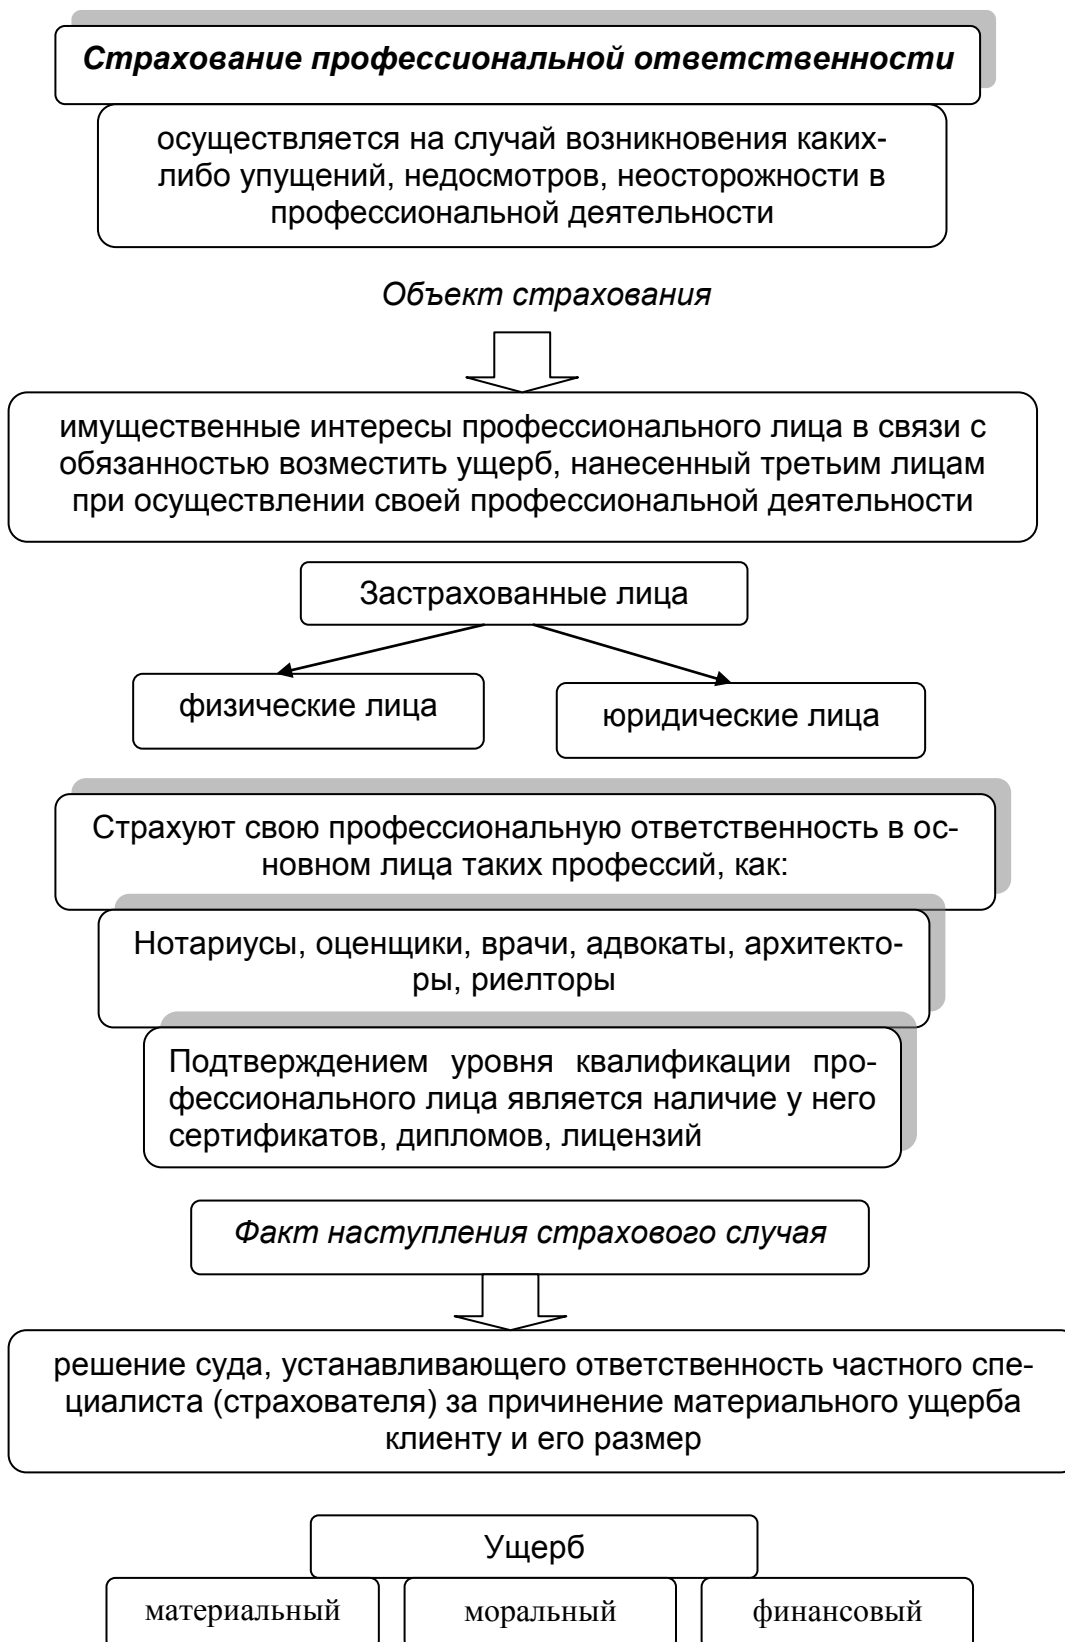 Страхование профессиональной ответственности
осуществляется на случай возникновения каких-
либо упущений, недосмотров, неосторожности в
профессиональной деятельности
Объект страхования
имущественные интересы профессионального лица в связи с
обязанностью возместить ущерб, нанесенный третьим лицам
при осуществлении своей профессиональной деятельности
Застрахованные лица
физические лица
юридические лица
Страхуют свою профессиональную ответственность в ос-
новном лица таких профессий, как:
Нотариусы, оценщики, врачи, адвокаты, архитекто-
ры, риелторы
Подтверждением уровня квалификации про-
фессионального лица является наличие у него
сертификатов, дипломов, лицензий
Факт наступления страхового случая
решение суда, устанавливающего ответственность частного спе-
циалиста (страхователя) за причинение материального ущерба
клиенту и его размер
Ущерб
материальный
моральный
финансовый